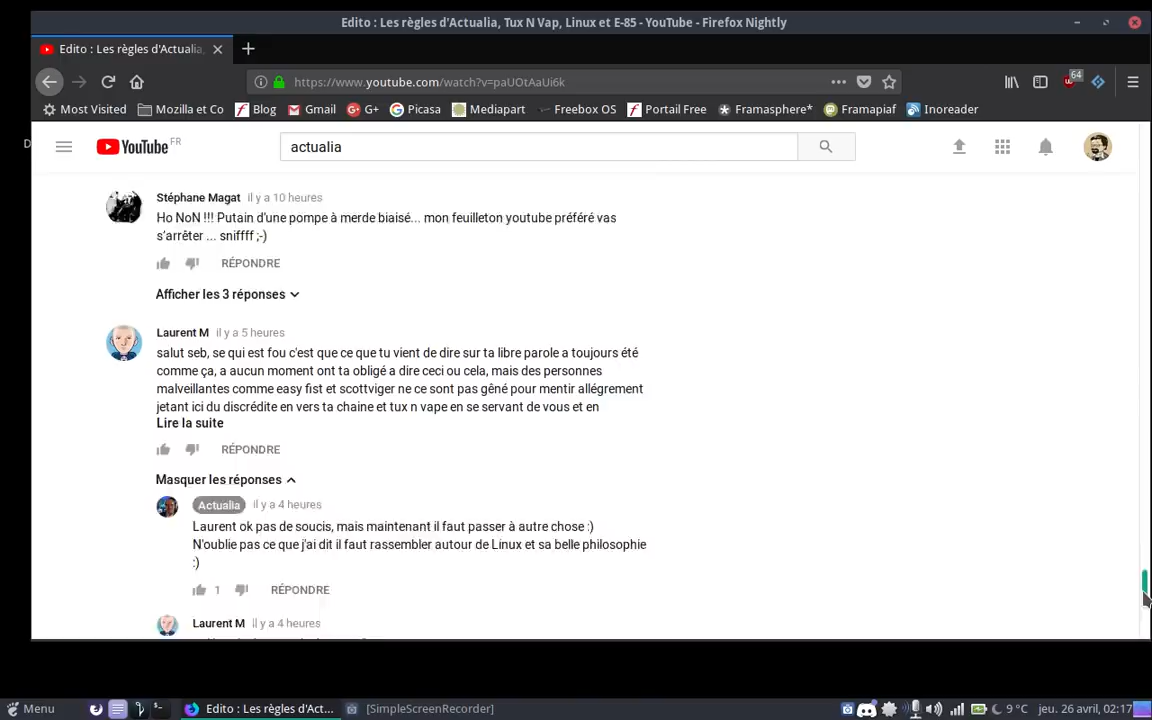 Edito : Les règles d'Actualia, Tux N Vap, Linux et E-85 - YouTube - Firefox Nightly
Edito : Les règles d'Actualia,
https://www.youtube.com/watch?v=paUOtAaUi6k
64
Most Visited Mozilla et Co Blog Gmail G+ Picasa Mediapart Freebox OS Portail Free Framasphere* Framapiaf Inoreader
YouTube FR
actualia
Stéphane Magat il y a 10 heures
Ho NoN !!! Putain d'une pompe à merde biaisé... mon feuilleton youtube préféré vas
s'arrêter ... sniffff ;-)
RÉPONDRE
Afficher les 3 réponses
Laurent M il y a 5 heures
salut seb, se qui est fou c'est que ce que tu vient de dire sur ta libre parole a toujours été
comme ça, a aucun moment ont ta obligé a dire ceci ou cela, mais des personnes
malveillantes comme easy fist et scottviger ne ce sont pas gêné pour mentir allégrement
jetant ici du discrédite en vers ta chaine et tux n vape en se servant de vous et en
Lire la suite
RÉPONDRE
Masquer les réponses
Actualia il y a 4 heures
Laurent ok pas de soucis, mais maintenant il faut passer à autre chose :)
N'oublie pas ce que j'ai dit il faut rassembler autour de Linux et sa belle philosophie
:)
1 RÉPONDRE
Laurent M il y a 4 heures
Menu Edito : Les règles d'Act... [SimpleScreenRecorder] 9 °C jeu. 26 avril, 02:17